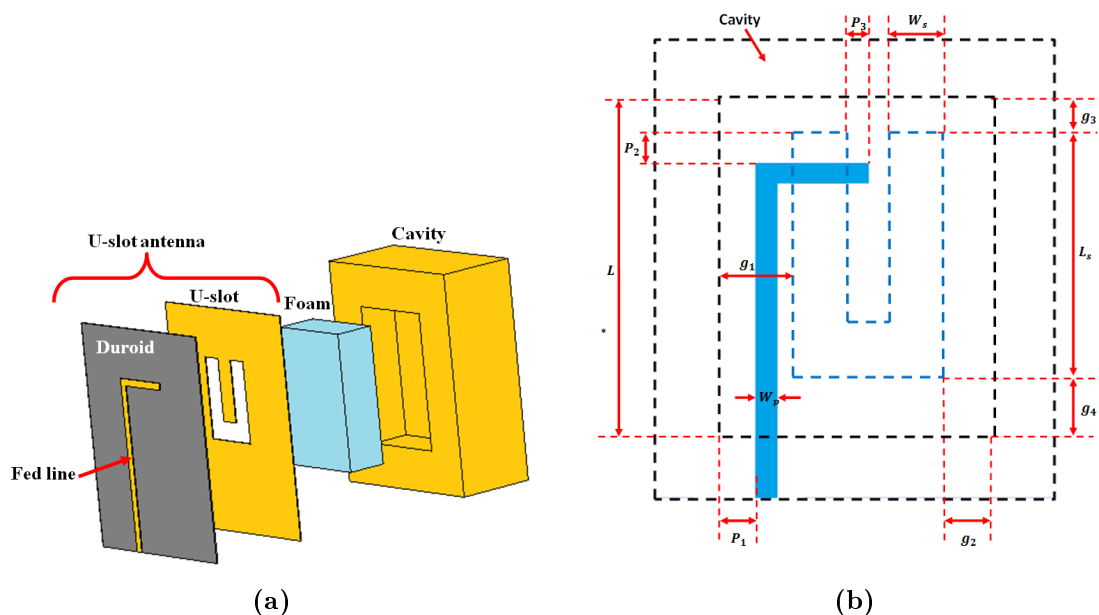 U-slot antenna
Cavity
U-slot
Foam
Duroid
Fed line
(a)
Cavity
P₃
Wₛ
g₃
P₂
g₁
L
Lₛ
*
Wₚ
g₄
P₁
g₂
(b)